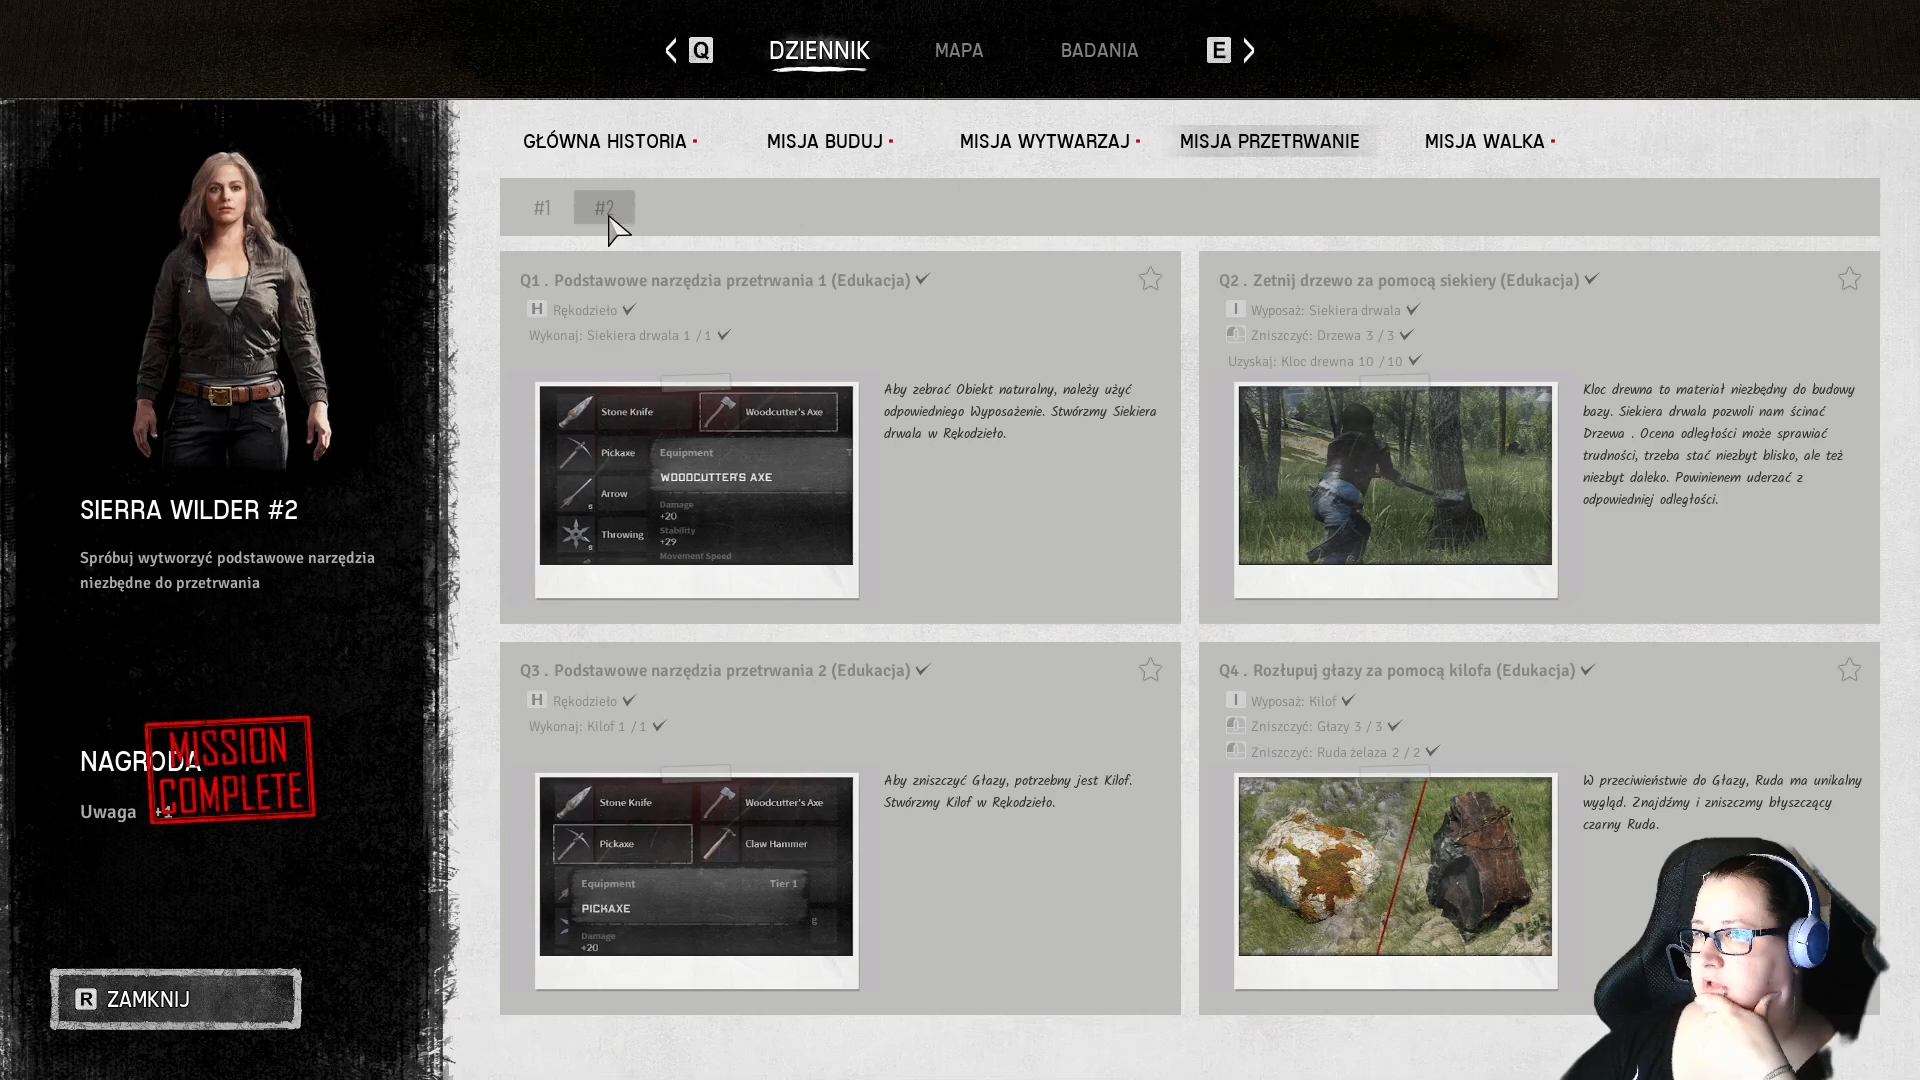 Q
DZIENNIK
MAPA
BADANIA
E
GŁÓWNA HISTORIA
MISJA BUDUJ
MISJA WYTWARZAJ
MISJA PRZETRWANIE
MISJA WALKA
#1
#2
SIERRA WILDER #2
Spróbuj wytworzyć podstawowe narzędzia
niezbędne do przetrwania
NAGRODA
MISSION
COMPLETE
Uwaga +1
R ZAMKNIJ
Q1 . Podstawowe narzędzia przetrwania 1 (Edukacja)
H Rękodzieło
Wykonaj: Siekiera drwala 1 / 1
Stone Knife
Woodcutter's Axe
Pickaxe
Equipment
T
WOODCUTTER'S AXE
Arrow
5
Damage
+20
Throwing
5
Stability
+29
Movement Speed
Aby zebrać Obiekt naturalny, należy użyć
odpowiedniego Wyposażenie. Stwórzmy Siekiera
drwala w Rękodzieło.
Q2 . Zetnij drzewo za pomocą siekiery (Edukacja)
I Wyposaż: Siekiera drwala
Zniszczyć: Drzewa 3 / 3
Uzyskaj: Kloc drewna 10 / 10
Kloc drewna to materiał niezbędny do budowy
bazy. Siekiera drwala pozwoli nam ścinać
Drzewa . Ocena odległości może sprawiać
trudności, trzeba stać niezbyt blisko, ale też
niezbyt daleko. Powinienem uderzać z
odpowiedniej odległości.
Q3 . Podstawowe narzędzia przetrwania 2 (Edukacja)
H Rękodzieło
Wykonaj: Kilof 1 / 1
Stone Knife
Woodcutter's Axe
Pickaxe
Claw Hammer
Equipment
Tier 1
PICKAXE
Damage
+20
Aby zniszczyć Głazy, potrzebny jest Kilof.
Stwórzmy Kilof w Rękodzieło.
Q4 . Rozłupuj głazy za pomocą kilofa (Edukacja)
I Wyposaż: Kilof
Zniszczyć: Głazy 3 / 3
Zniszczyć: Ruda żelaza 2 / 2
W przeciwieństwie do Głazy, Ruda ma unikalny
wygląd. Znajdźmy i zniszczmy błyszczący
czarny Ruda.